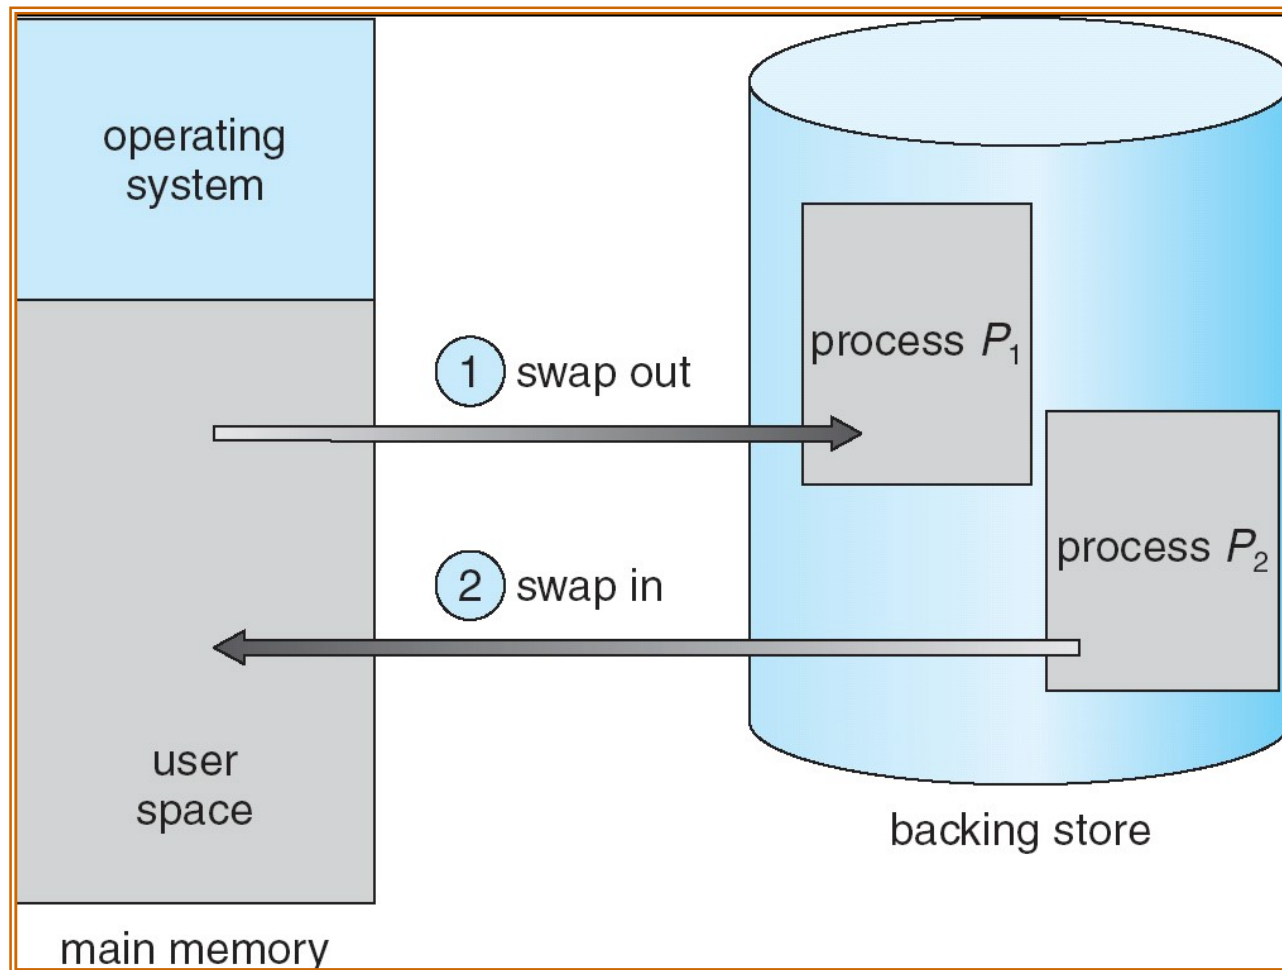 operating
system
process P1
1 swap out
process P2
2 swap in
user
space
backing store
main memory